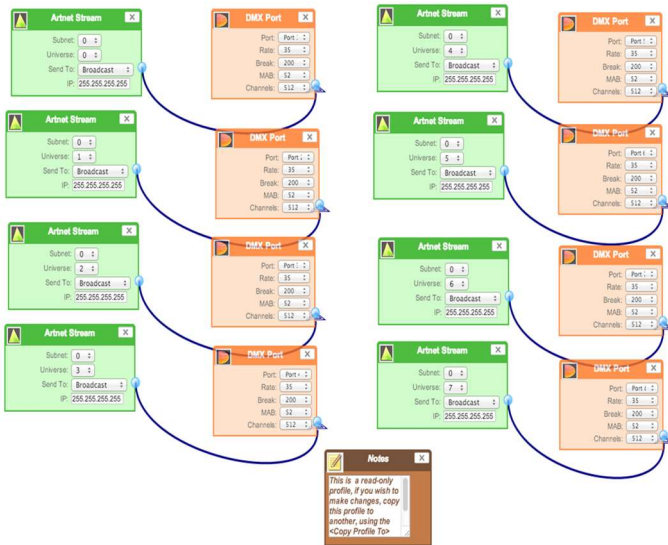 Artnet Stream X
Subnet: 0
Universe: 0
Send To: Broadcast
IP: 255.255.255.255
DMX Port X
Port: Port
Rate: 35
Break: 200
MAB: 52
Channels: 512
Artnet Stream X
Subnet: 0
Universe: 4
Send To: Broadcast
IP: 255.255.255.255
DMX Port X
Port: Port
Rate: 35
Break: 200
MAB: 52
Channels: 512
Artnet Stream X
Subnet: 0
Universe: 1
Send To: Broadcast
IP: 255.255.255.255
DMX Port X
Port: Port
Rate: 35
Break: 200
MAB: 52
Channels: 512
Artnet Stream X
Subnet: 0
Universe: 5
Send To: Broadcast
IP: 255.255.255.255
DMX Port X
Port: Port
Rate: 35
Break: 200
MAB: 52
Channels: 512
Artnet Stream X
Subnet: 0
Universe: 2
Send To: Broadcast
IP: 255.255.255.255
DMX Port X
Port: Port
Rate: 35
Break: 200
MAB: 52
Channels: 512
Artnet Stream X
Subnet: 0
Universe: 6
Send To: Broadcast
IP: 255.255.255.255
DMX Port X
Port: Port
Rate: 35
Break: 200
MAB: 52
Channels: 512
Artnet Stream X
Subnet: 0
Universe: 3
Send To: Broadcast
IP: 255.255.255.255
DMX Port X
Port: Port
Rate: 35
Break: 200
MAB: 52
Channels: 512
Artnet Stream X
Subnet: 0
Universe: 7
Send To: Broadcast
IP: 255.255.255.255
DMX Port X
Port: Port
Rate: 35
Break: 200
MAB: 52
Channels: 512
Notes X
This is a read-only
profile, if you wish to
make changes, copy
this profile to
another, using the
<Copy Profile To>